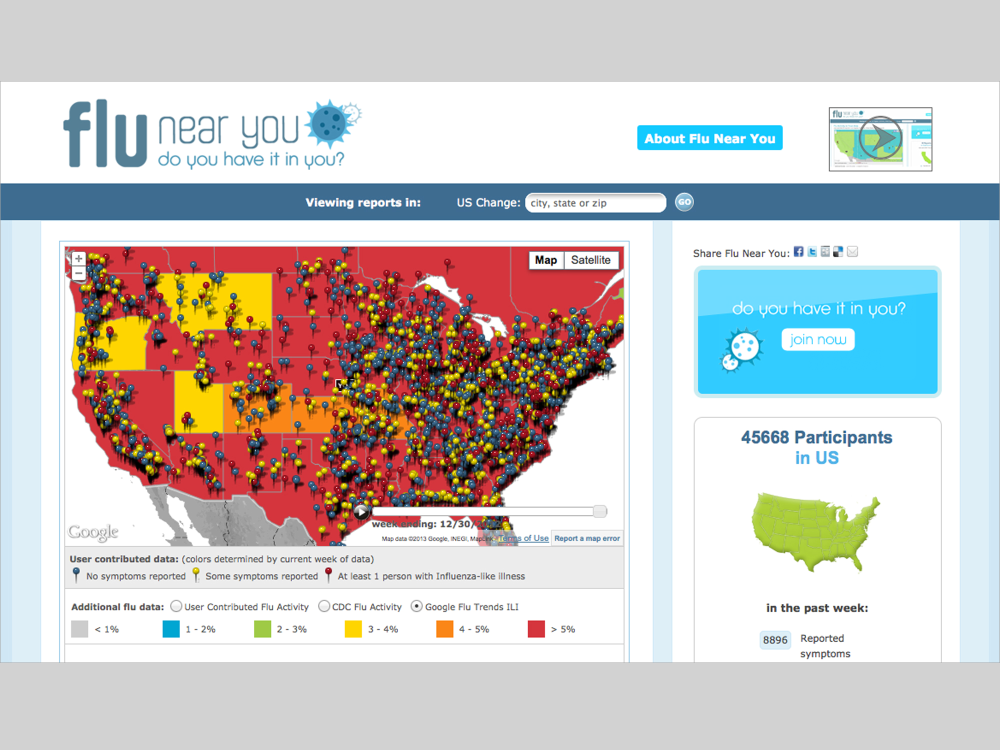 flu near you
do you have it in you?
About Flu Near You
flu near you
Viewing reports in: US Change: city, state or zip GO
+
−
Map Satellite
Google
week ending: 12/30/
Map data ©2013 Google, INEGI, MapLink Terms of Use Report a map error
User contributed data: (colors determined by current week of data)
No symptoms reported Some symptoms reported At least 1 person with Influenza-like illness
Additional flu data: User Contributed Flu Activity CDC Flu Activity Google Flu Trends ILI
< 1% 1 - 2% 2 - 3% 3 - 4% 4 - 5% > 5%
Share Flu Near You:
do you have it in you?
join now
45668 Participants
in US
in the past week:
8896 Reported
symptoms